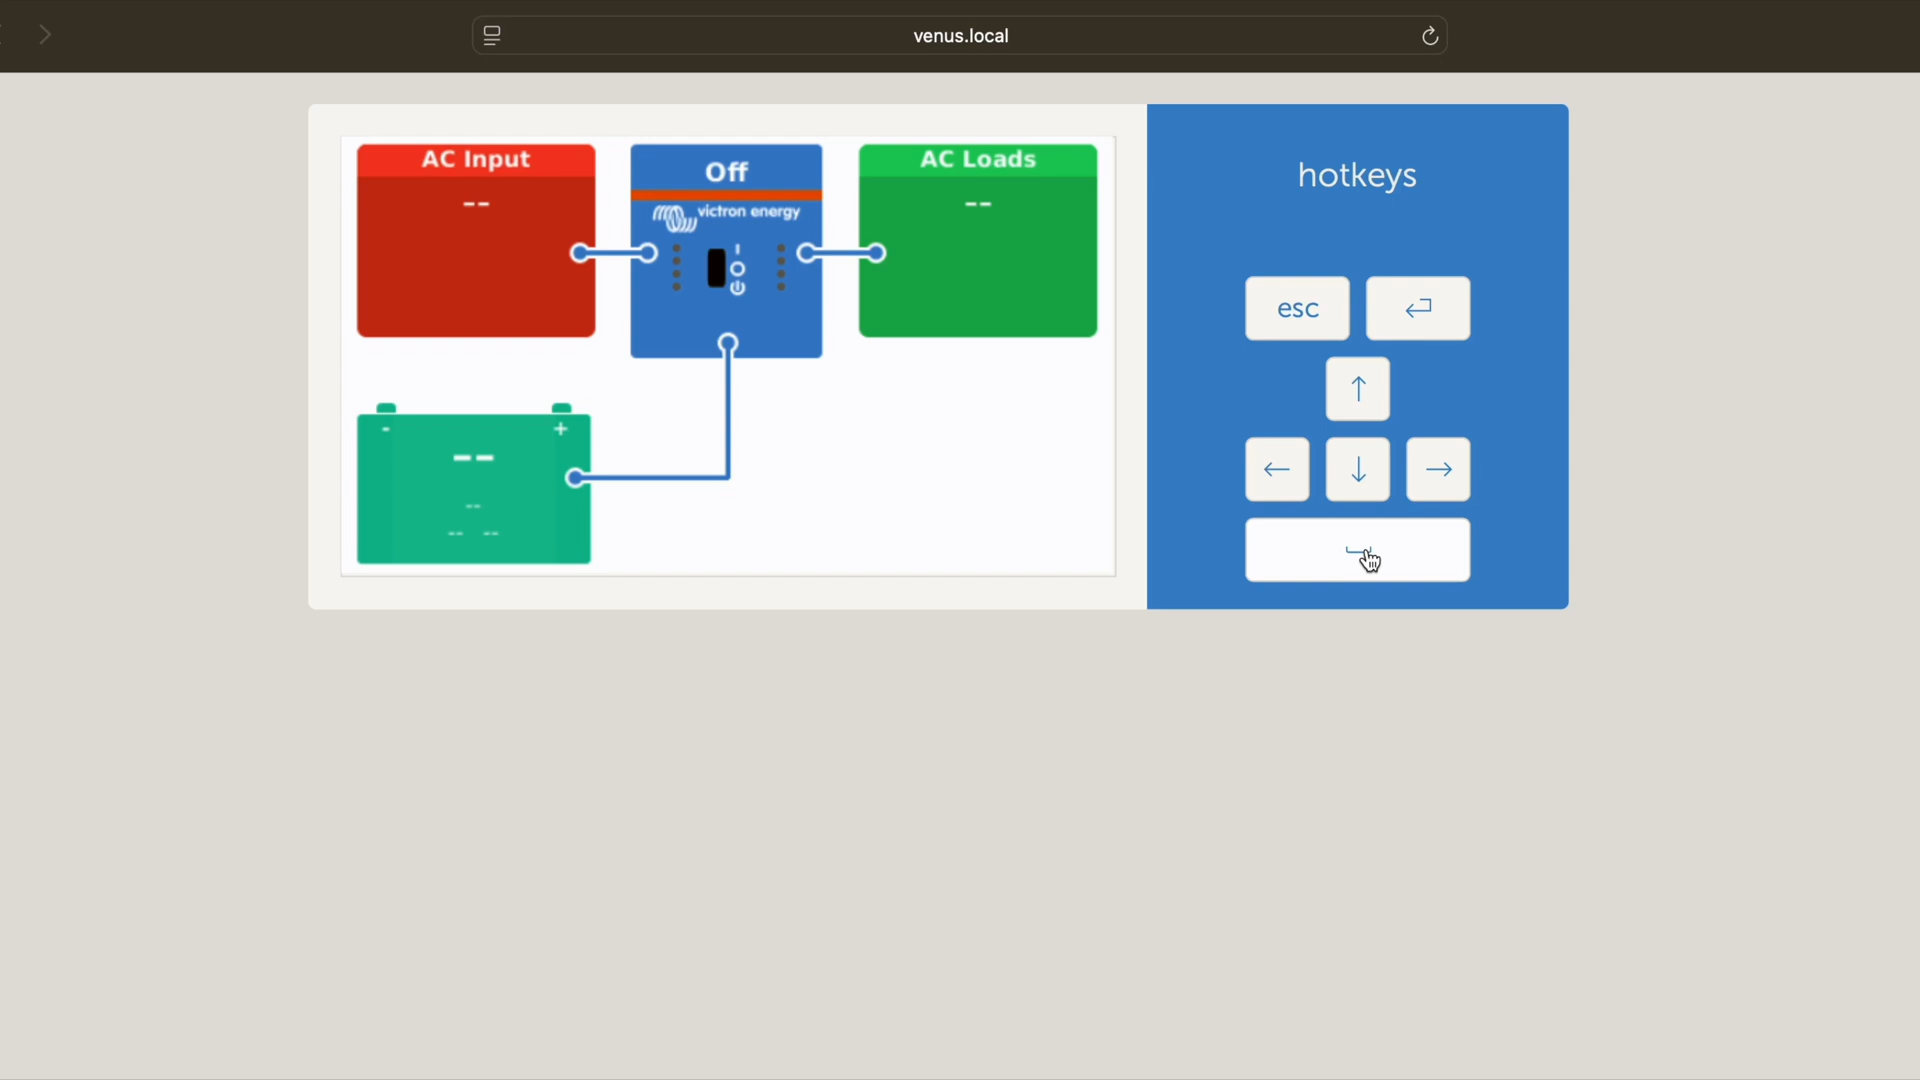 venus.local
AC Input
--
Off
victron energy
AC Loads
--
- +
--
--
-- --
hotkeys
esc